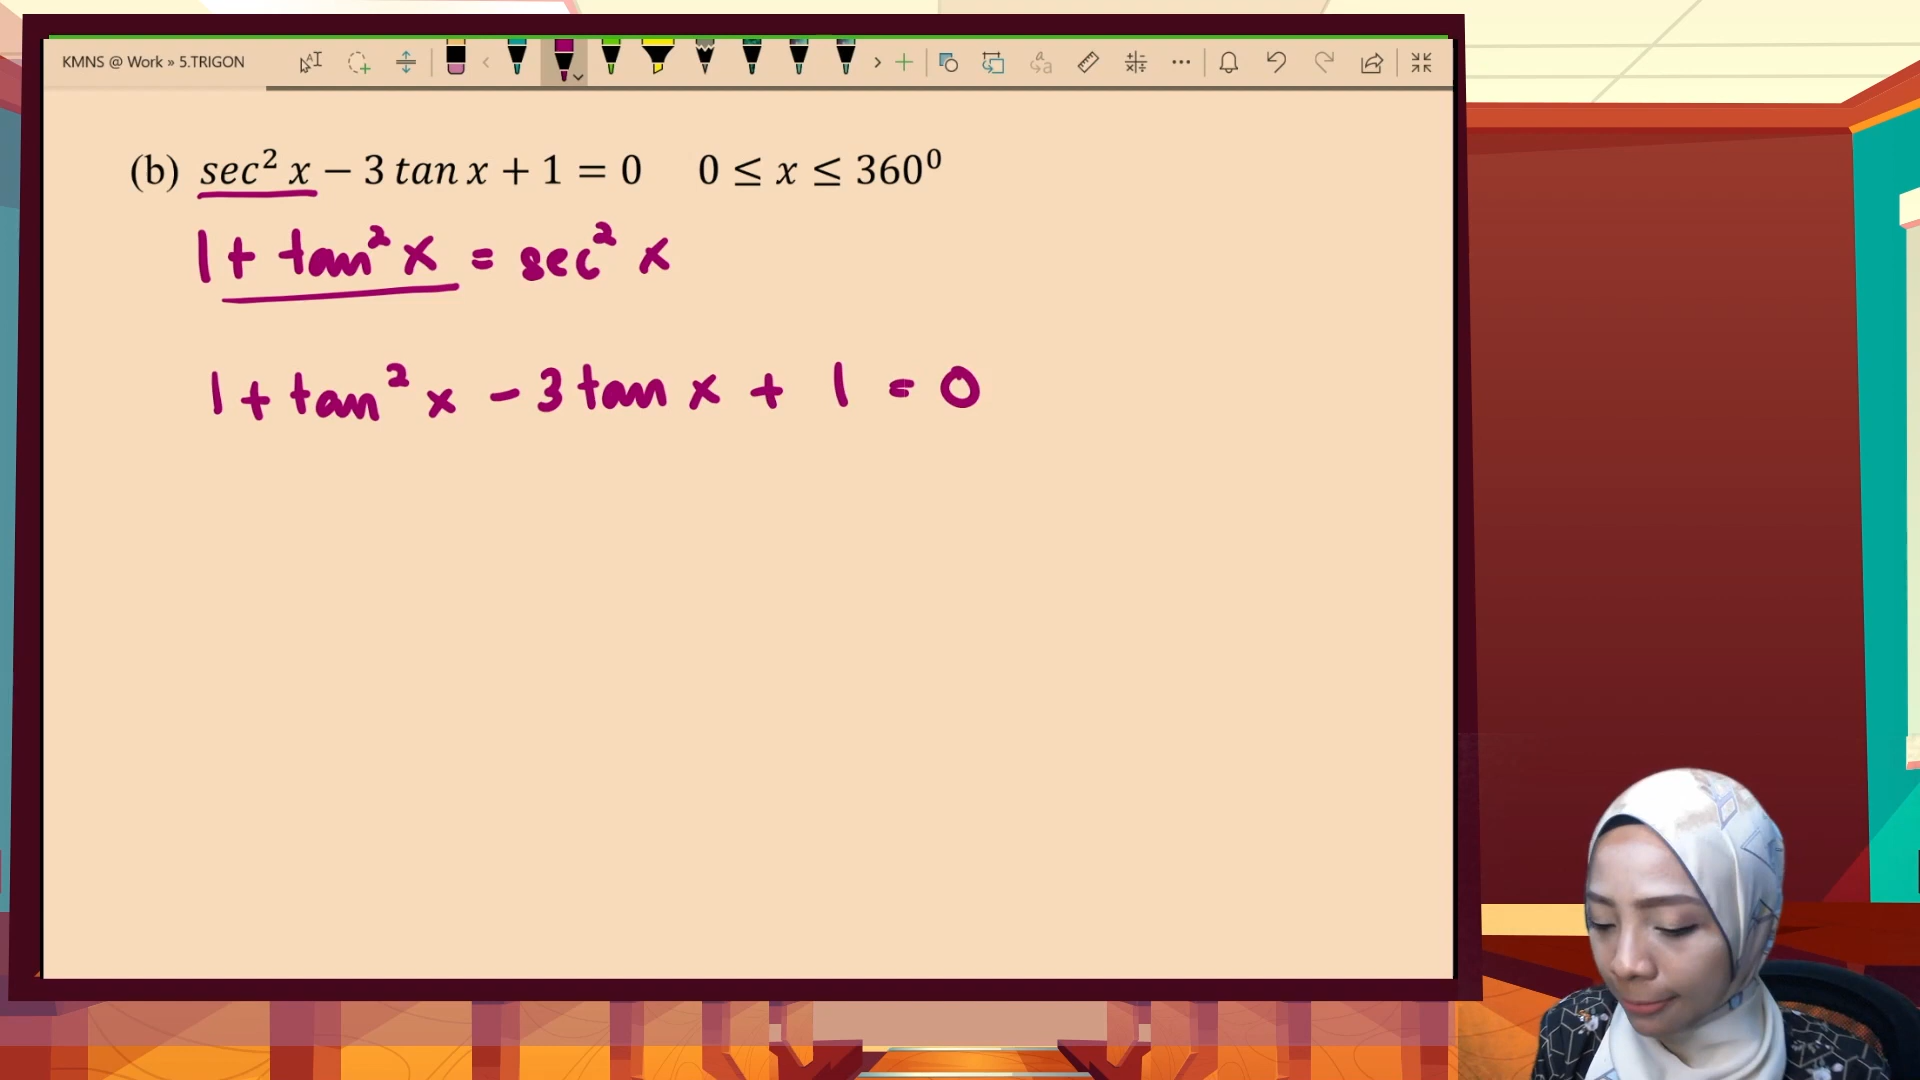 KMNS @ Work » 5.TRIGON
(b) sec² x − 3 tan x + 1 = 0 0 ≤ x ≤ 360⁰
1 + tan² x = sec² x
1 + tan² x − 3 tan x + 1 = 0